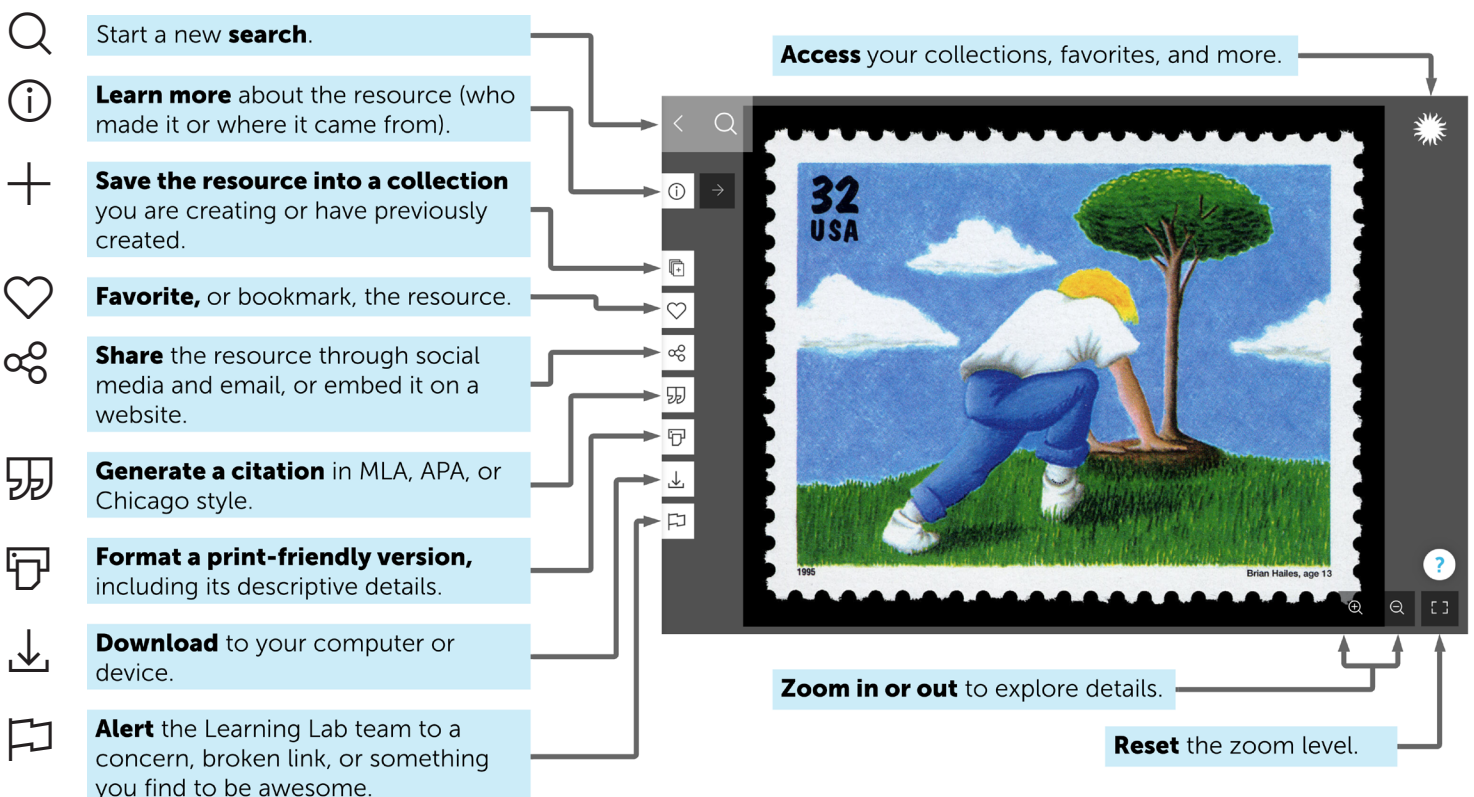 Start a new search.
Learn more about the resource (who
made it or where it came from).
Save the resource into a collection
you are creating or have previously
created.
Favorite, or bookmark, the resource.
Share the resource through social
media and email, or embed it on a
website.
Generate a citation in MLA, APA, or
Chicago style.
Format a print-friendly version,
including its descriptive details.
Download to your computer or
device.
Alert the Learning Lab team to a
concern, broken link, or something
you find to be awesome.
Access your collections, favorites, and more.
32
USA
1995
Brian Hailes, age 13
?
Zoom in or out to explore details.
Reset the zoom level.